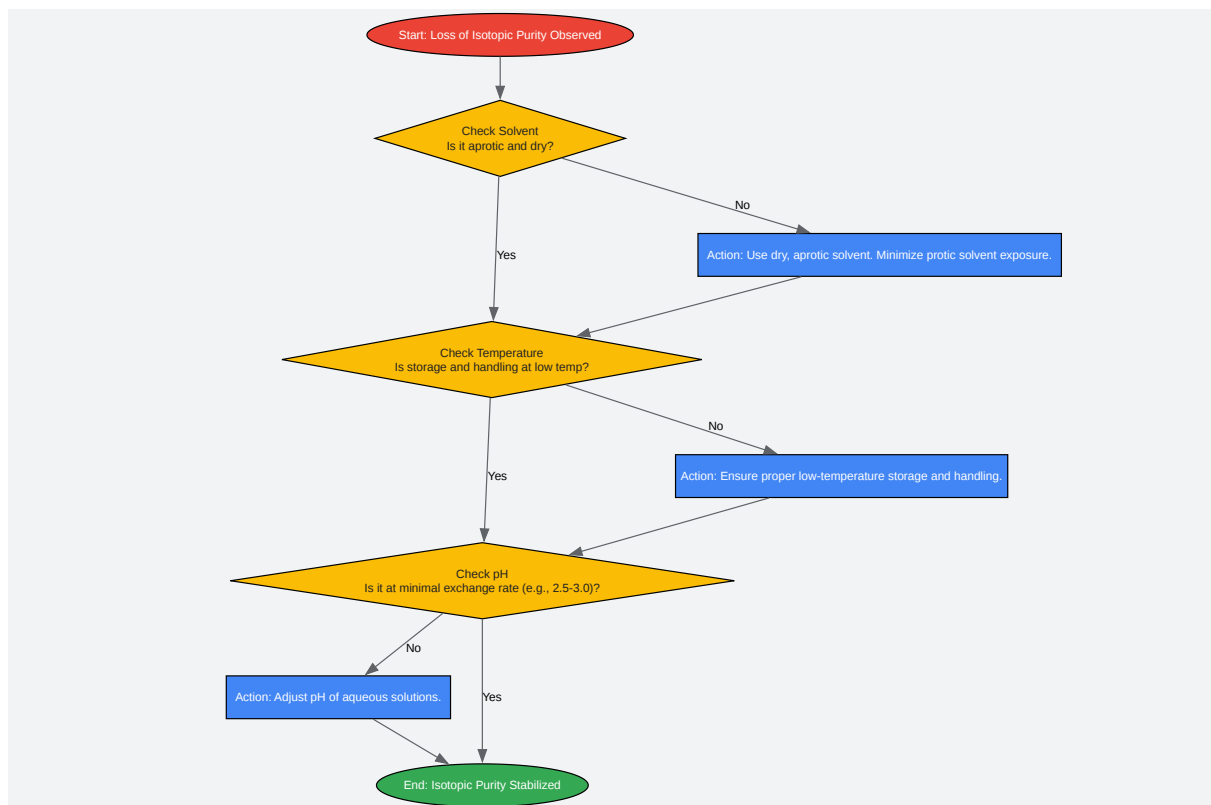 Start: Loss of Isotopic Purity Observed
Check Solvent
Is it aprotic and dry?
No
Yes
Action: Use dry, aprotic solvent. Minimize protic solvent exposure.
Check Temperature
Is storage and handling at low temp?
No
Yes
Action: Ensure proper low-temperature storage and handling.
Check pH
Is it at minimal exchange rate (e.g., 2.5-3.0)?
No
Yes
Action: Adjust pH of aqueous solutions.
End: Isotopic Purity Stabilized